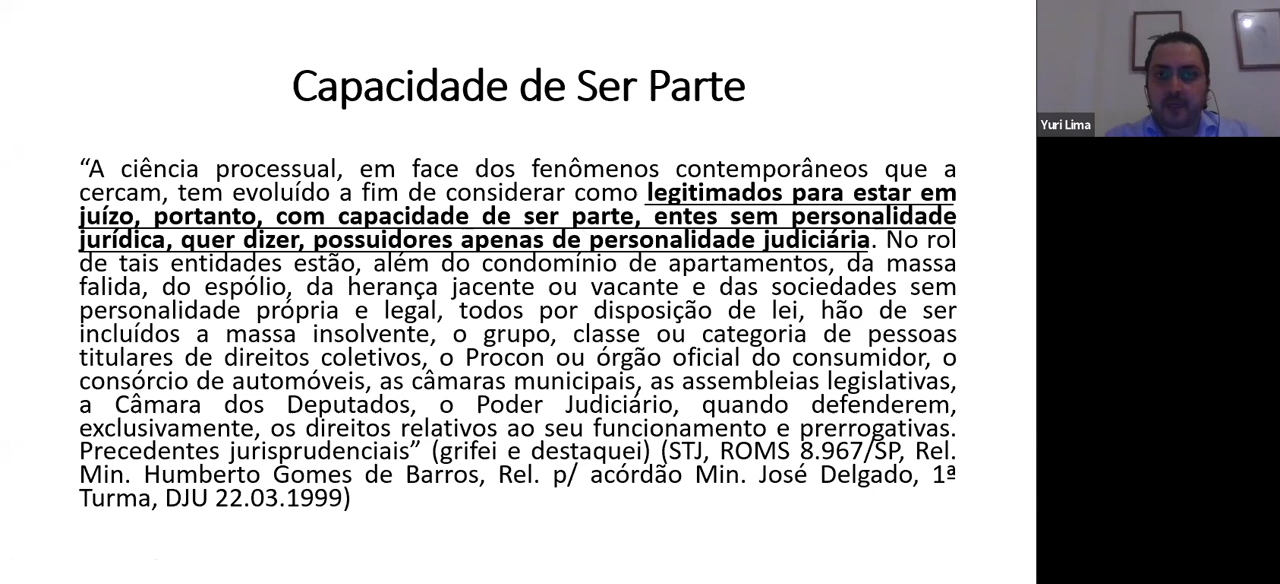 Capacidade de Ser Parte
“A ciência processual, em face dos fenômenos contemporâneos que a
cercam, tem evoluído a fim de considerar como legitimados para estar em
juízo, portanto, com capacidade de ser parte, entes sem personalidade
jurídica, quer dizer, possuidores apenas de personalidade judiciária. No rol
de tais entidades estão, além do condomínio de apartamentos, da massa
falida, do espólio, da herança jacente ou vacante e das sociedades sem
personalidade própria e legal, todos por disposição de lei, hão de ser
incluídos a massa insolvente, o grupo, classe ou categoria de pessoas
titulares de direitos coletivos, o Procon ou órgão oficial do consumidor, o
consórcio de automóveis, as câmaras municipais, as assembleias legislativas,
a Câmara dos Deputados, o Poder Judiciário, quando defenderem,
exclusivamente, os direitos relativos ao seu funcionamento e prerrogativas.
Precedentes jurisprudenciais” (grifei e destaquei) (STJ, ROMS 8.967/SP, Rel.
Min. Humberto Gomes de Barros, Rel. p/ acórdão Min. José Delgado, 1ª
Turma, DJU 22.03.1999)
Yuri Lima